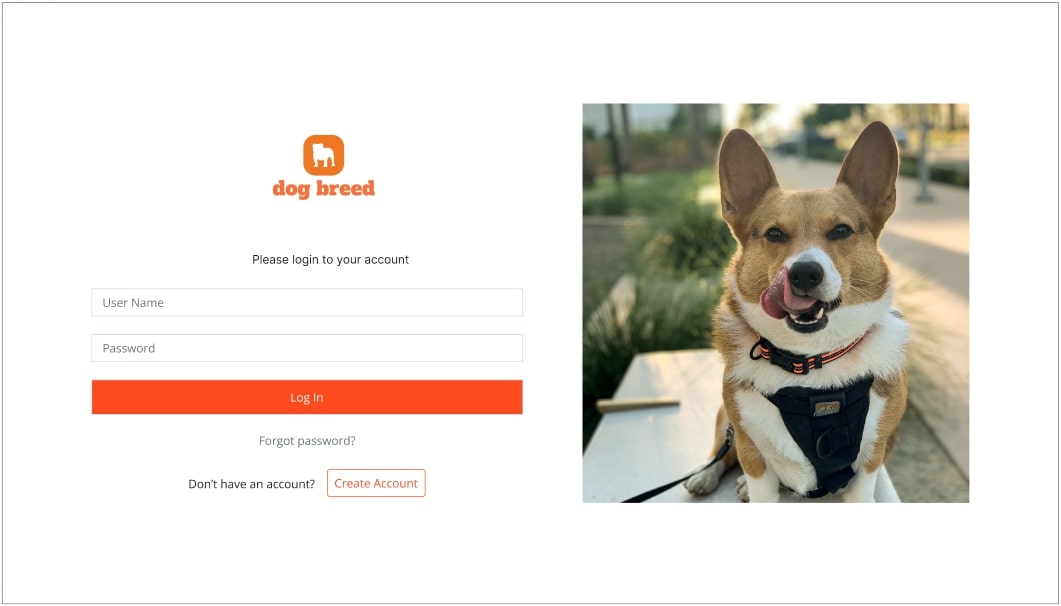 dog breed
Please login to your account
User Name
Password
Log In
Forgot password?
Don't have an account? Create Account